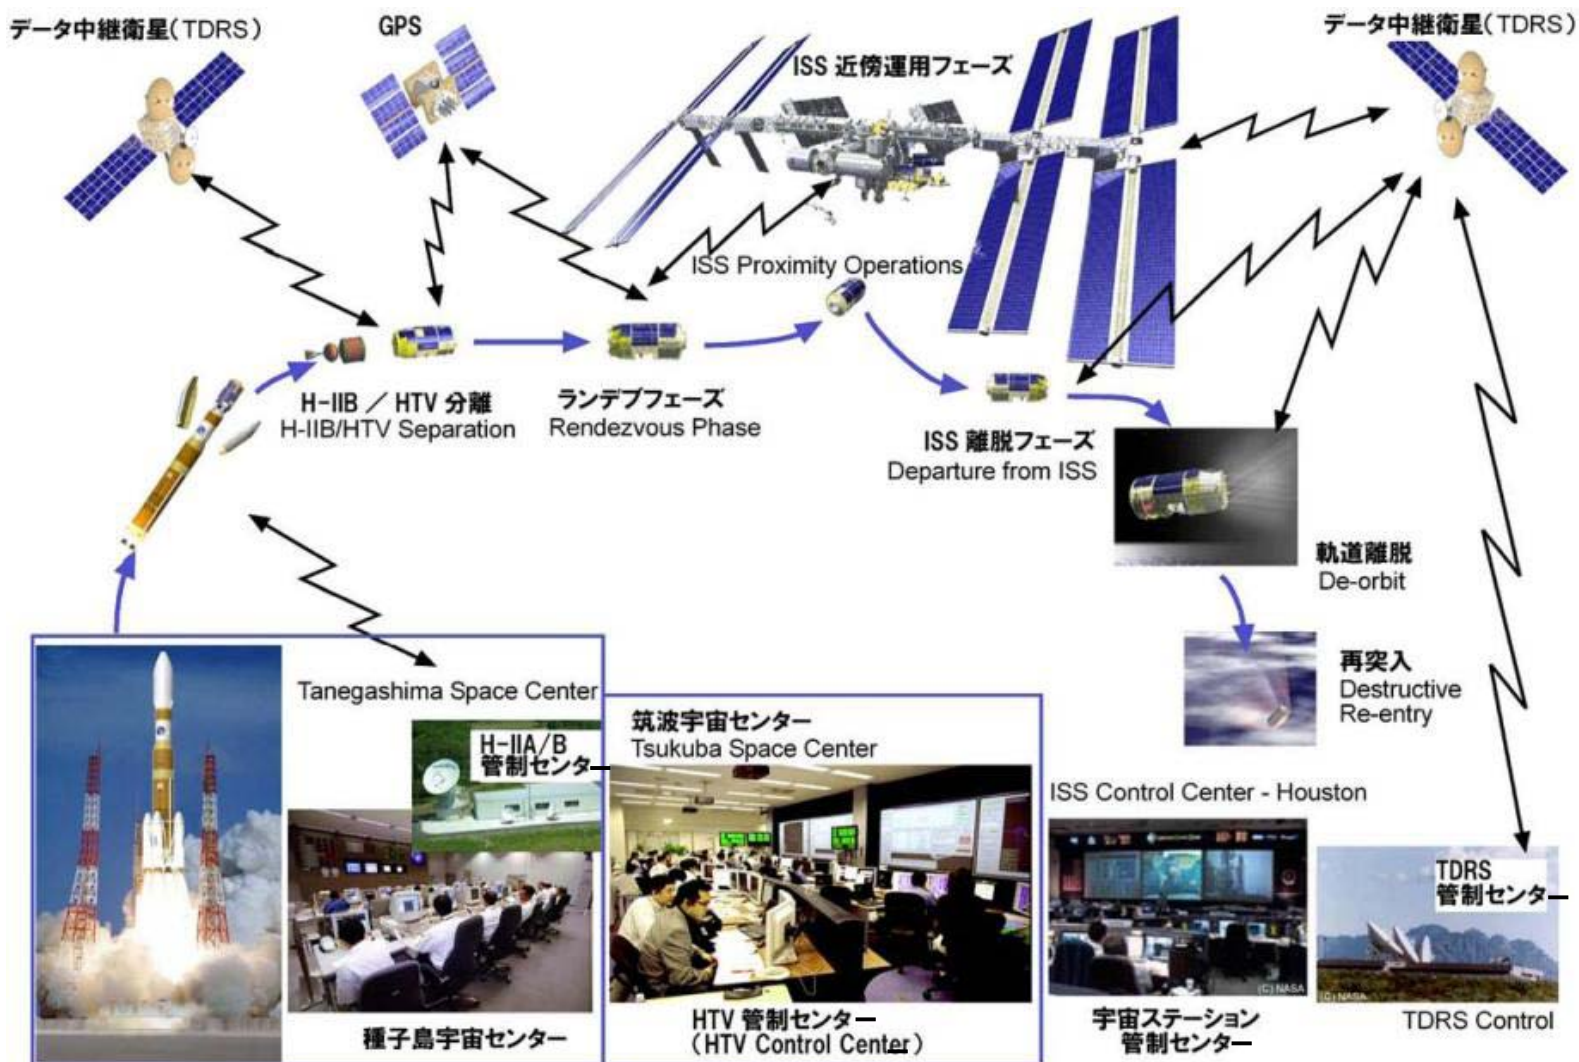 データ中継衛星(TDRS)
GPS
ISS 近傍運用フェーズ
データ中継衛星(TDRS)
ISS Proximity Operations
H-IIB / HTV 分離
H-IIB/HTV Separation
ランデブフェーズ
Rendezvous Phase
ISS 離脱フェーズ
Departure from ISS
軌道離脱
De-orbit
再突入
Destructive
Re-entry
Tanegashima Space Center
H-IIA/B
管制センター
種子島宇宙センター
筑波宇宙センター
Tsukuba Space Center
HTV 管制センター
(HTV Control Center)
ISS Control Center - Houston
(C) NASA
宇宙ステーション
管制センター
TDRS
管制センター
(C) NASA
TDRS Control